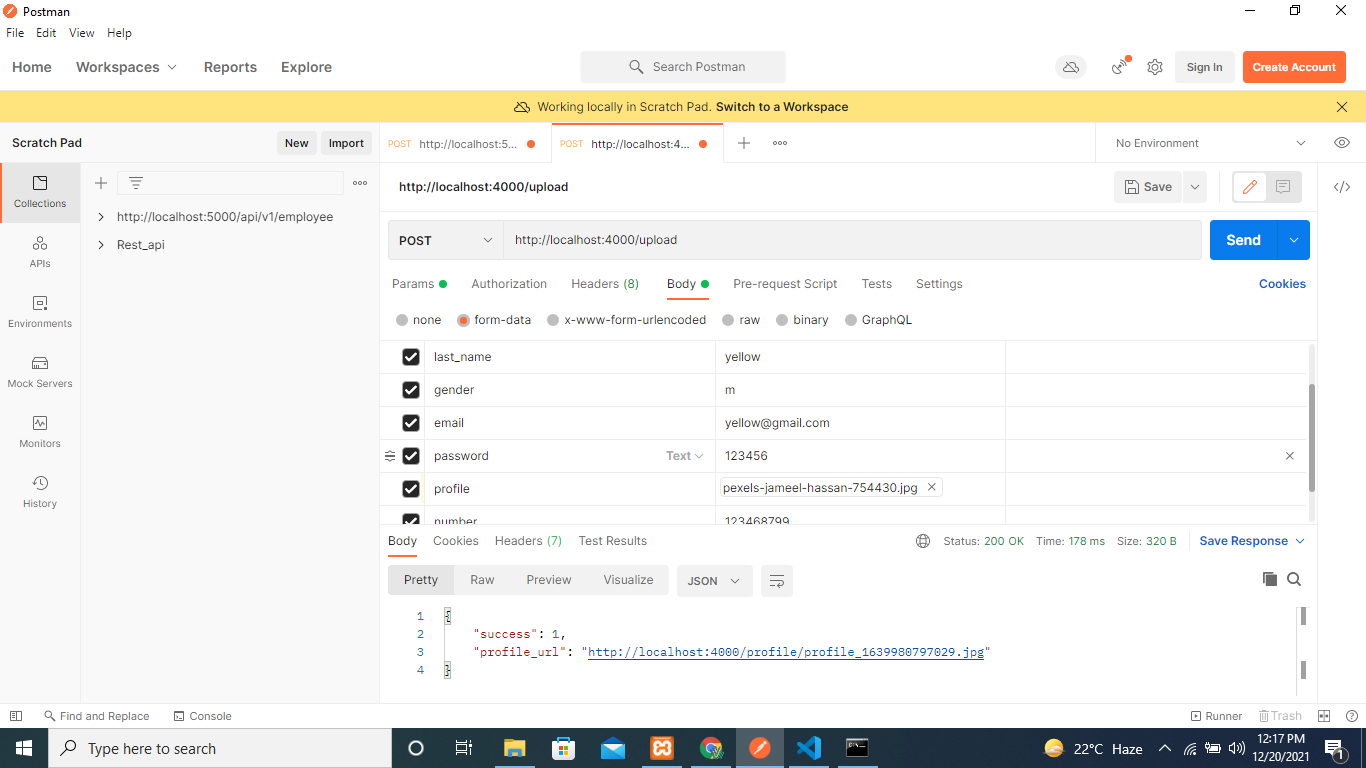 Postman
File Edit View Help
Home Workspaces Reports Explore Search Postman Sign In Create Account
Working locally in Scratch Pad. Switch to a Workspace
Scratch Pad New Import POST http://localhost:5... POST http://localhost:4... No Environment
http://localhost:4000/upload Save
Collections
http://localhost:5000/api/v1/employee
Rest_api
APIs
Environments
Mock Servers
Monitors
History
POST http://localhost:4000/upload Send
Params Authorization Headers (8) Body Pre-request Script Tests Settings Cookies
none form-data x-www-form-urlencoded raw binary GraphQL
last_name yellow
gender m
email yellow@gmail.com
password Text 123456
profile pexels-jameel-hassan-754430.jpg
number 123468799
Body Cookies Headers (7) Test Results Status: 200 OK Time: 178 ms Size: 320 B Save Response
Pretty Raw Preview Visualize JSON
1 {
2 "success": 1,
3 "profile_url": "http://localhost:4000/profile/profile_1639980797029.jpg"
4 }
Find and Replace Console Runner Trash
Type here to search 22°C Haze 12:17 PM
12/20/2021 1